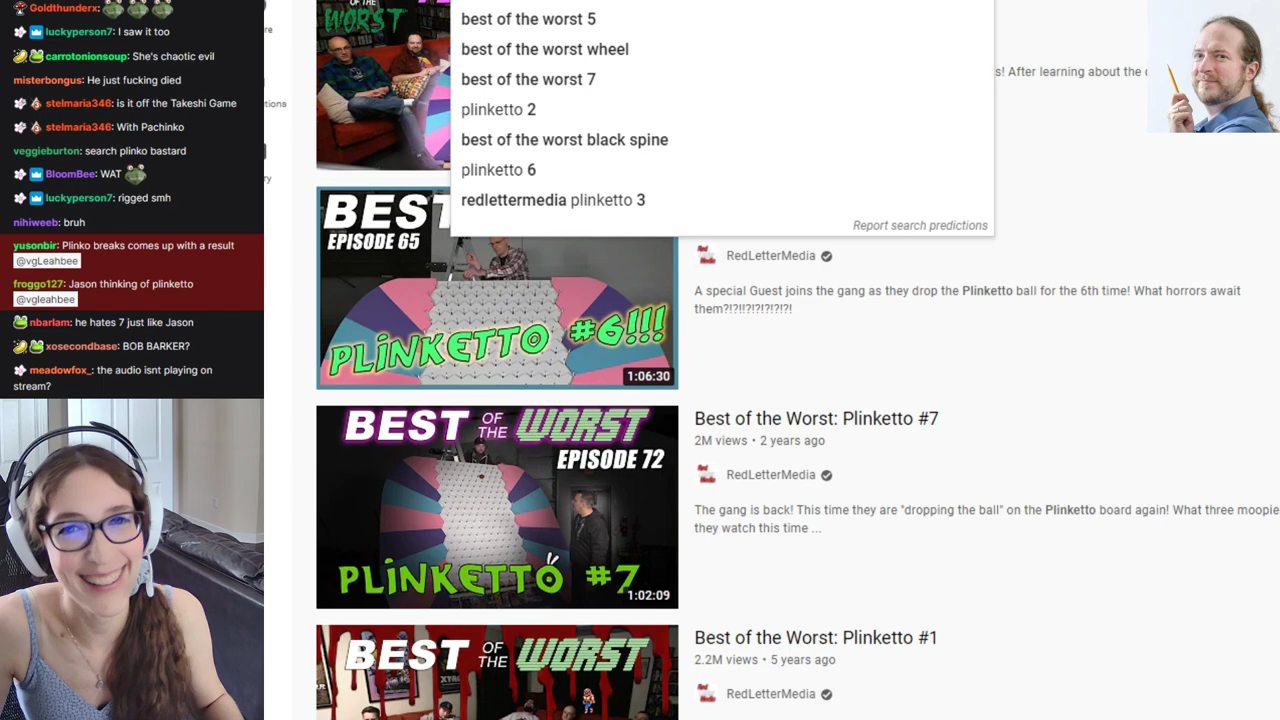 Goldthunderx:
luckyperson7: I saw it too
carrotonionsoup: She's chaotic evil
misterbongus: He just fucking died
stelmaria346: is it off the Takeshi Game
stelmaria346: With Pachinko
veggieburton: search plinko bastard
BloomBee: WAT
luckyperson7: rigged smh
nihiweeb: bruh
yusonbir: Plinko breaks comes up with a result
@vgLeahbee
froggo127: Jason thinking of plinketto
@vgleahbee
nbarlam: he hates 7 just like Jason
xosecondbase: BOB BARKER?
meadowfox_: the audio isnt playing on
stream?
re
tions
ry
OF THE
WORST
best of the worst 5
best of the worst wheel
best of the worst 7
plinketto 2
best of the worst black spine
plinketto 6
redlettermedia plinketto 3
Report search predictions
s! After learning about the
BEST
EPISODE 65
PLINKETTO #6!!!
1:06:30
RedLetterMedia
A special Guest joins the gang as they drop the Plinketto ball for the 6th time! What horrors await
them?!?!!?!?!?!?!?!
BEST OF THE WORST
EPISODE 72
PLINKETTO #7
1:02:09
Best of the Worst: Plinketto #7
2M views • 2 years ago
RedLetterMedia
The gang is back! This time they are "dropping the ball" on the Plinketto board again! What three moopie
they watch this time ...
BEST OF THE WORST
Best of the Worst: Plinketto #1
2.2M views • 5 years ago
RedLetterMedia